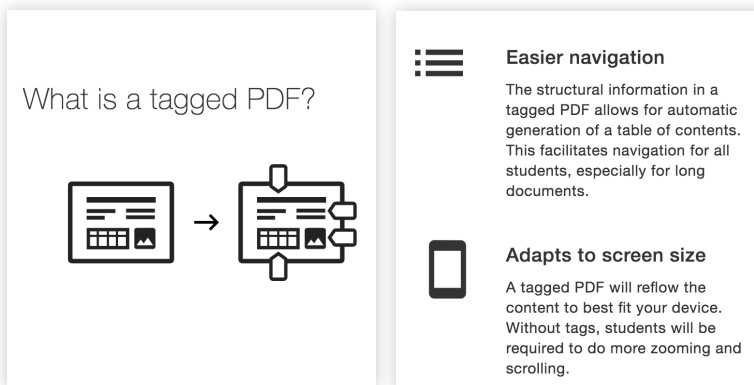 What is a tagged PDF?
Easier navigation
The structural information in a
tagged PDF allows for automatic
generation of a table of contents.
This facilitates navigation for all
students, especially for long
documents.
Adapts to screen size
A tagged PDF will reflow the
content to best fit your device.
Without tags, students will be
required to do more zooming and
scrolling.